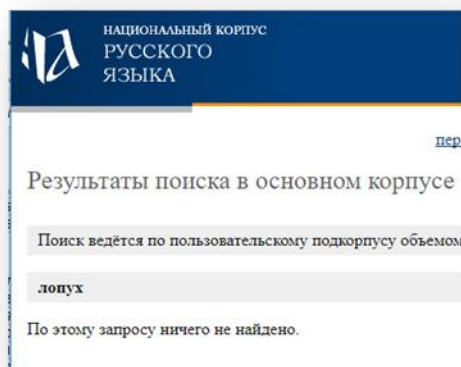 НАЦИОНАЛЬНЫЙ КОРПУС
РУССКОГО
ЯЗЫКА
пер
Результаты поиска в основном корпусе
Поиск ведётся по пользовательскому подкорпусу объемом
лопух
По этому запросу ничего не найдено.